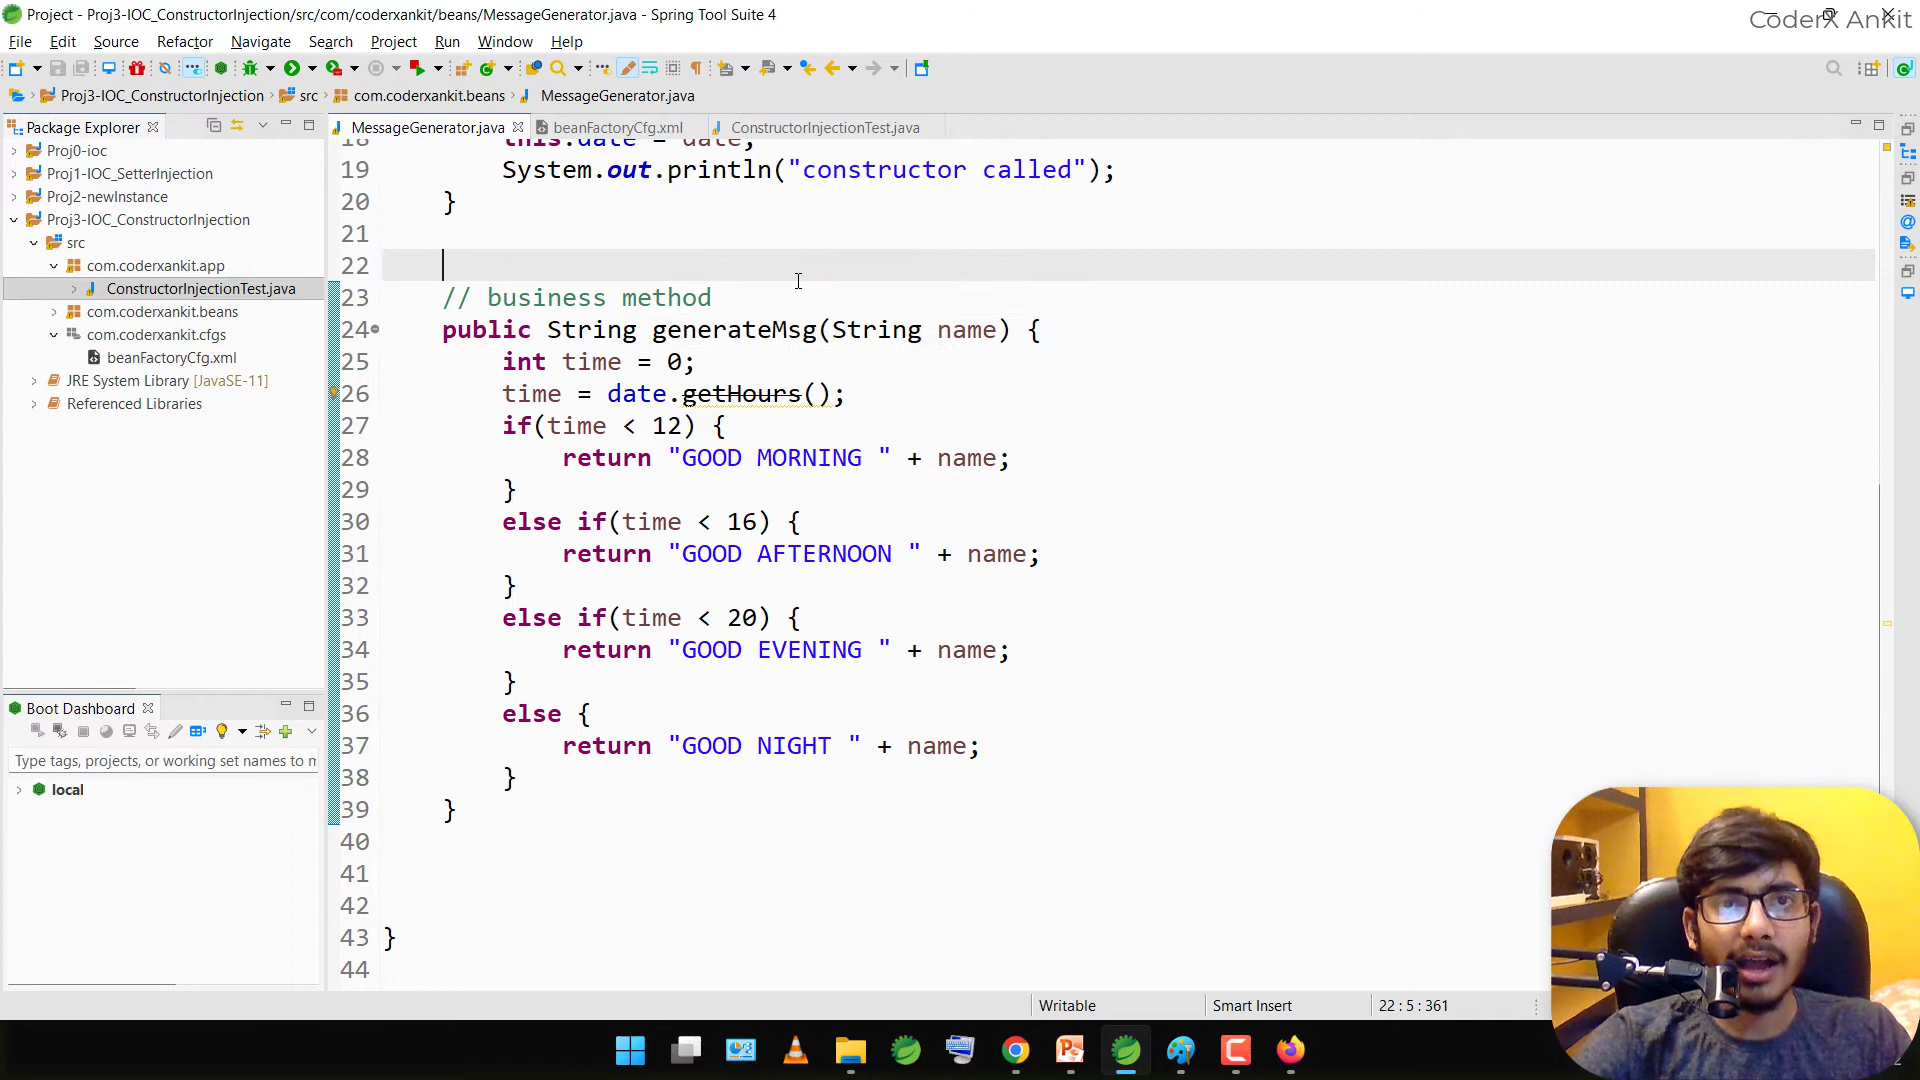 Project - Proj3-IOC_ConstructorInjection/src/com/coderxankit/beans/MessageGenerator.java - Spring Tool Suite 4
CoderX Ankit
File Edit Source Refactor Navigate Search Project Run Window Help
Proj3-IOC_ConstructorInjection src com.coderxankit.beans MessageGenerator.java
Package Explorer
MessageGenerator.java beanFactoryCfg.xml ConstructorInjectionTest.java
Proj0-ioc
Proj1-IOC_SetterInjection
Proj2-newInstance
Proj3-IOC_ConstructorInjection
src
com.coderxankit.app
ConstructorInjectionTest.java
com.coderxankit.beans
com.coderxankit.cfgs
beanFactoryCfg.xml
JRE System Library [JavaSE-11]
Referenced Libraries
Boot Dashboard
Type tags, projects, or working set names to m
local
18 this.date = date;
19 System.out.println("constructor called");
20 }
21
22
23 // business method
24 public String generateMsg(String name) {
25 int time = 0;
26 time = date.getHours();
27 if(time < 12) {
28 return "GOOD MORNING " + name;
29 }
30 else if(time < 16) {
31 return "GOOD AFTERNOON " + name;
32 }
33 else if(time < 20) {
34 return "GOOD EVENING " + name;
35 }
36 else {
37 return "GOOD NIGHT " + name;
38 }
39 }
40
41
42
43 }
44
Writable Smart Insert 22 : 5 : 361